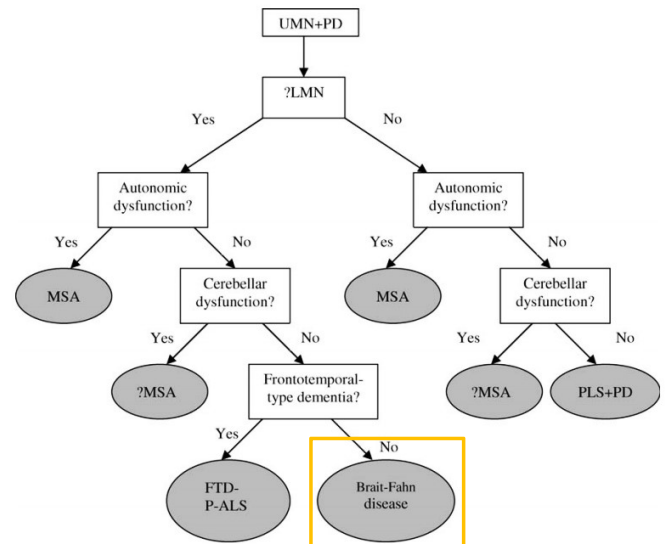 UMN+PD
?LMN
Yes
No
Autonomic
dysfunction?
Autonomic
dysfunction?
Yes
No
Yes
No
MSA
Cerebellar
dysfunction?
MSA
Cerebellar
dysfunction?
Yes
No
Yes
No
?MSA
Frontotemporal-
type dementia?
?MSA
PLS+PD
Yes
No
FTD-
P-ALS
Brait-Fahn
disease